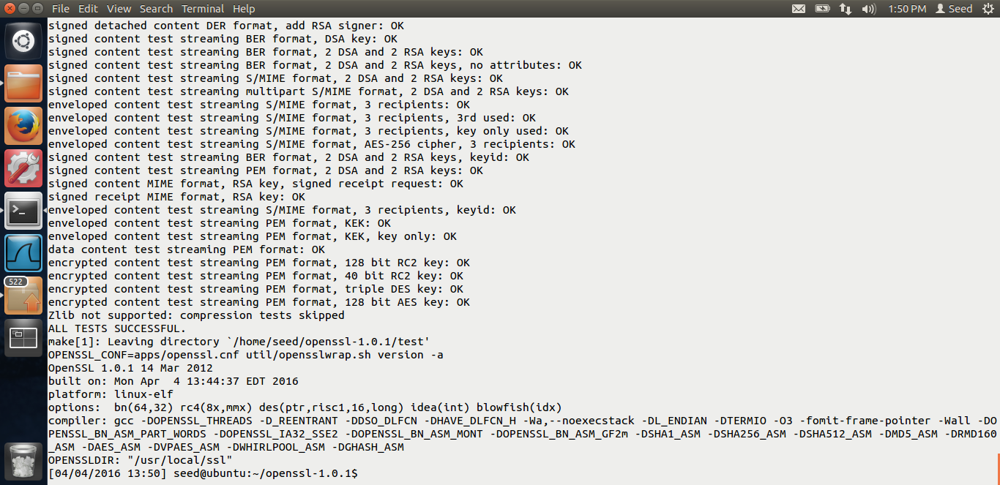 File Edit View Search Terminal Help 1:50 PM Seed
signed detached content DER format, add RSA signer: OK
signed content test streaming BER format, DSA key: OK
signed content test streaming BER format, 2 DSA and 2 RSA keys: OK
signed content test streaming BER format, 2 DSA and 2 RSA keys, no attributes: OK
signed content test streaming S/MIME format, 2 DSA and 2 RSA keys: OK
signed content test streaming multipart S/MIME format, 2 DSA and 2 RSA keys: OK
enveloped content test streaming S/MIME format, 3 recipients: OK
enveloped content test streaming S/MIME format, 3 recipients, 3rd used: OK
enveloped content test streaming S/MIME format, 3 recipients, key only used: OK
enveloped content test streaming S/MIME format, AES-256 cipher, 3 recipients: OK
signed content test streaming BER format, 2 DSA and 2 RSA keys, keyid: OK
signed content test streaming PEM format, 2 DSA and 2 RSA keys: OK
signed content MIME format, RSA key, signed receipt request: OK
signed receipt MIME format, RSA key: OK
enveloped content test streaming S/MIME format, 3 recipients, keyid: OK
enveloped content test streaming PEM format, KEK: OK
enveloped content test streaming PEM format, KEK, key only: OK
data content test streaming PEM format: OK
encrypted content test streaming PEM format, 128 bit RC2 key: OK
encrypted content test streaming PEM format, 40 bit RC2 key: OK
522
encrypted content test streaming PEM format, triple DES key: OK
encrypted content test streaming PEM format, 128 bit AES key: OK
Zlib not supported: compression tests skipped
ALL TESTS SUCCESSFUL.
make[1]: Leaving directory `/home/seed/openssl-1.0.1/test'
OPENSSL_CONF=apps/openssl.cnf util/opensslwrap.sh version -a
OpenSSL 1.0.1 14 Mar 2012
built on: Mon Apr  4 13:44:37 EDT 2016
platform: linux-elf
options:  bn(64,32) rc4(8x,mmx) des(ptr,risc1,16,long) idea(int) blowfish(idx)
compiler: gcc -DOPENSSL_THREADS -D_REENTRANT -DDSO_DLFCN -DHAVE_DLFCN_H -Wa,--noexecstack -DL_ENDIAN -DTERMIO -O3 -fomit-frame-pointer -Wall -DO
PENSSL_BN_ASM_PART_WORDS -DOPENSSL_IA32_SSE2 -DOPENSSL_BN_ASM_MONT -DOPENSSL_BN_ASM_GF2m -DSHA1_ASM -DSHA256_ASM -DSHA512_ASM -DMD5_ASM -DRMD160
_ASM -DAES_ASM -DVPAES_ASM -DWHIRLPOOL_ASM -DGHASH_ASM
OPENSSLDIR: "/usr/local/ssl"
[04/04/2016 13:50] seed@ubuntu:~/openssl-1.0.1$